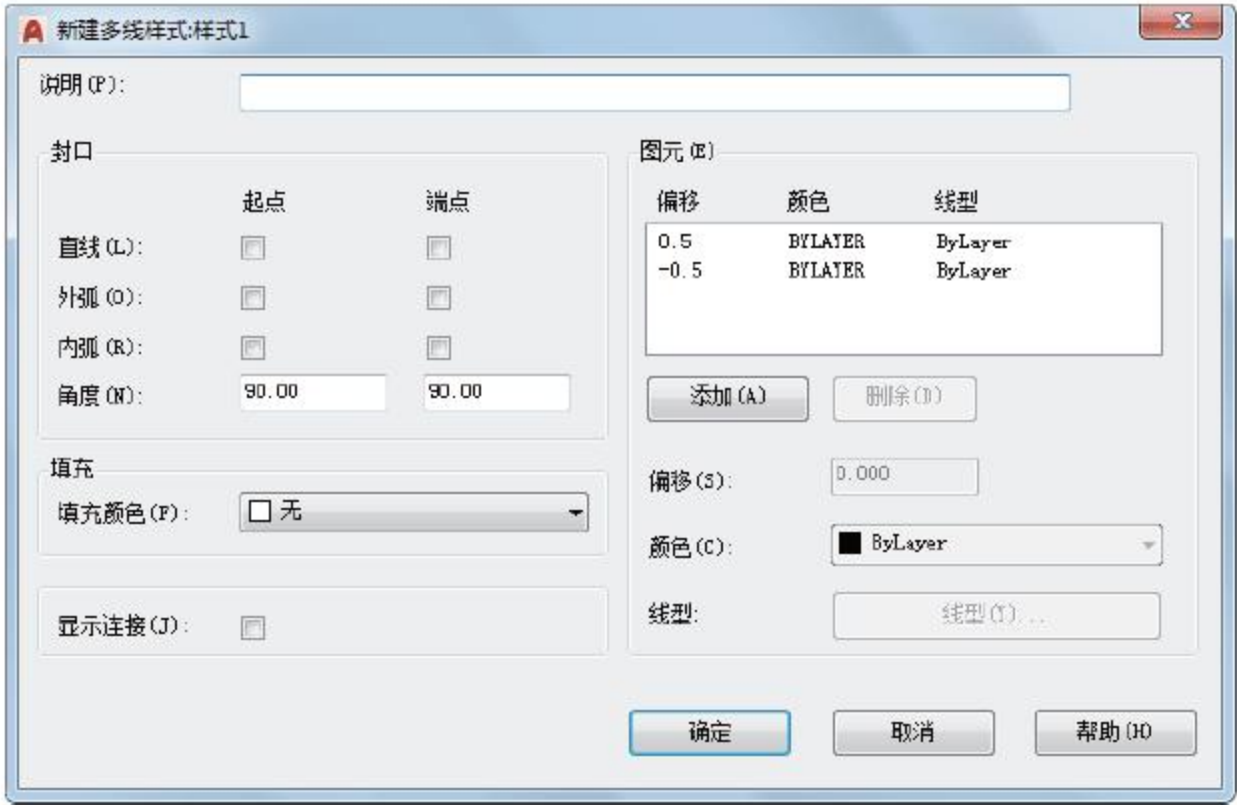 新建多线样式:样式1
说明(P):
封口
起点 端点
直线(L):
外弧(O):
内弧(R):
角度(N): 90.00 90.00
填充
填充颜色(F): 无
显示连接(J):
图元(E)
偏移 颜色 线型
0.5 BYLAYER ByLayer
-0.5 BYLAYER ByLayer
添加(A) 删除(D)
偏移(S): 0.000
颜色(C): ByLayer
线型: 线型(Y)...
确定 取消 帮助(H)